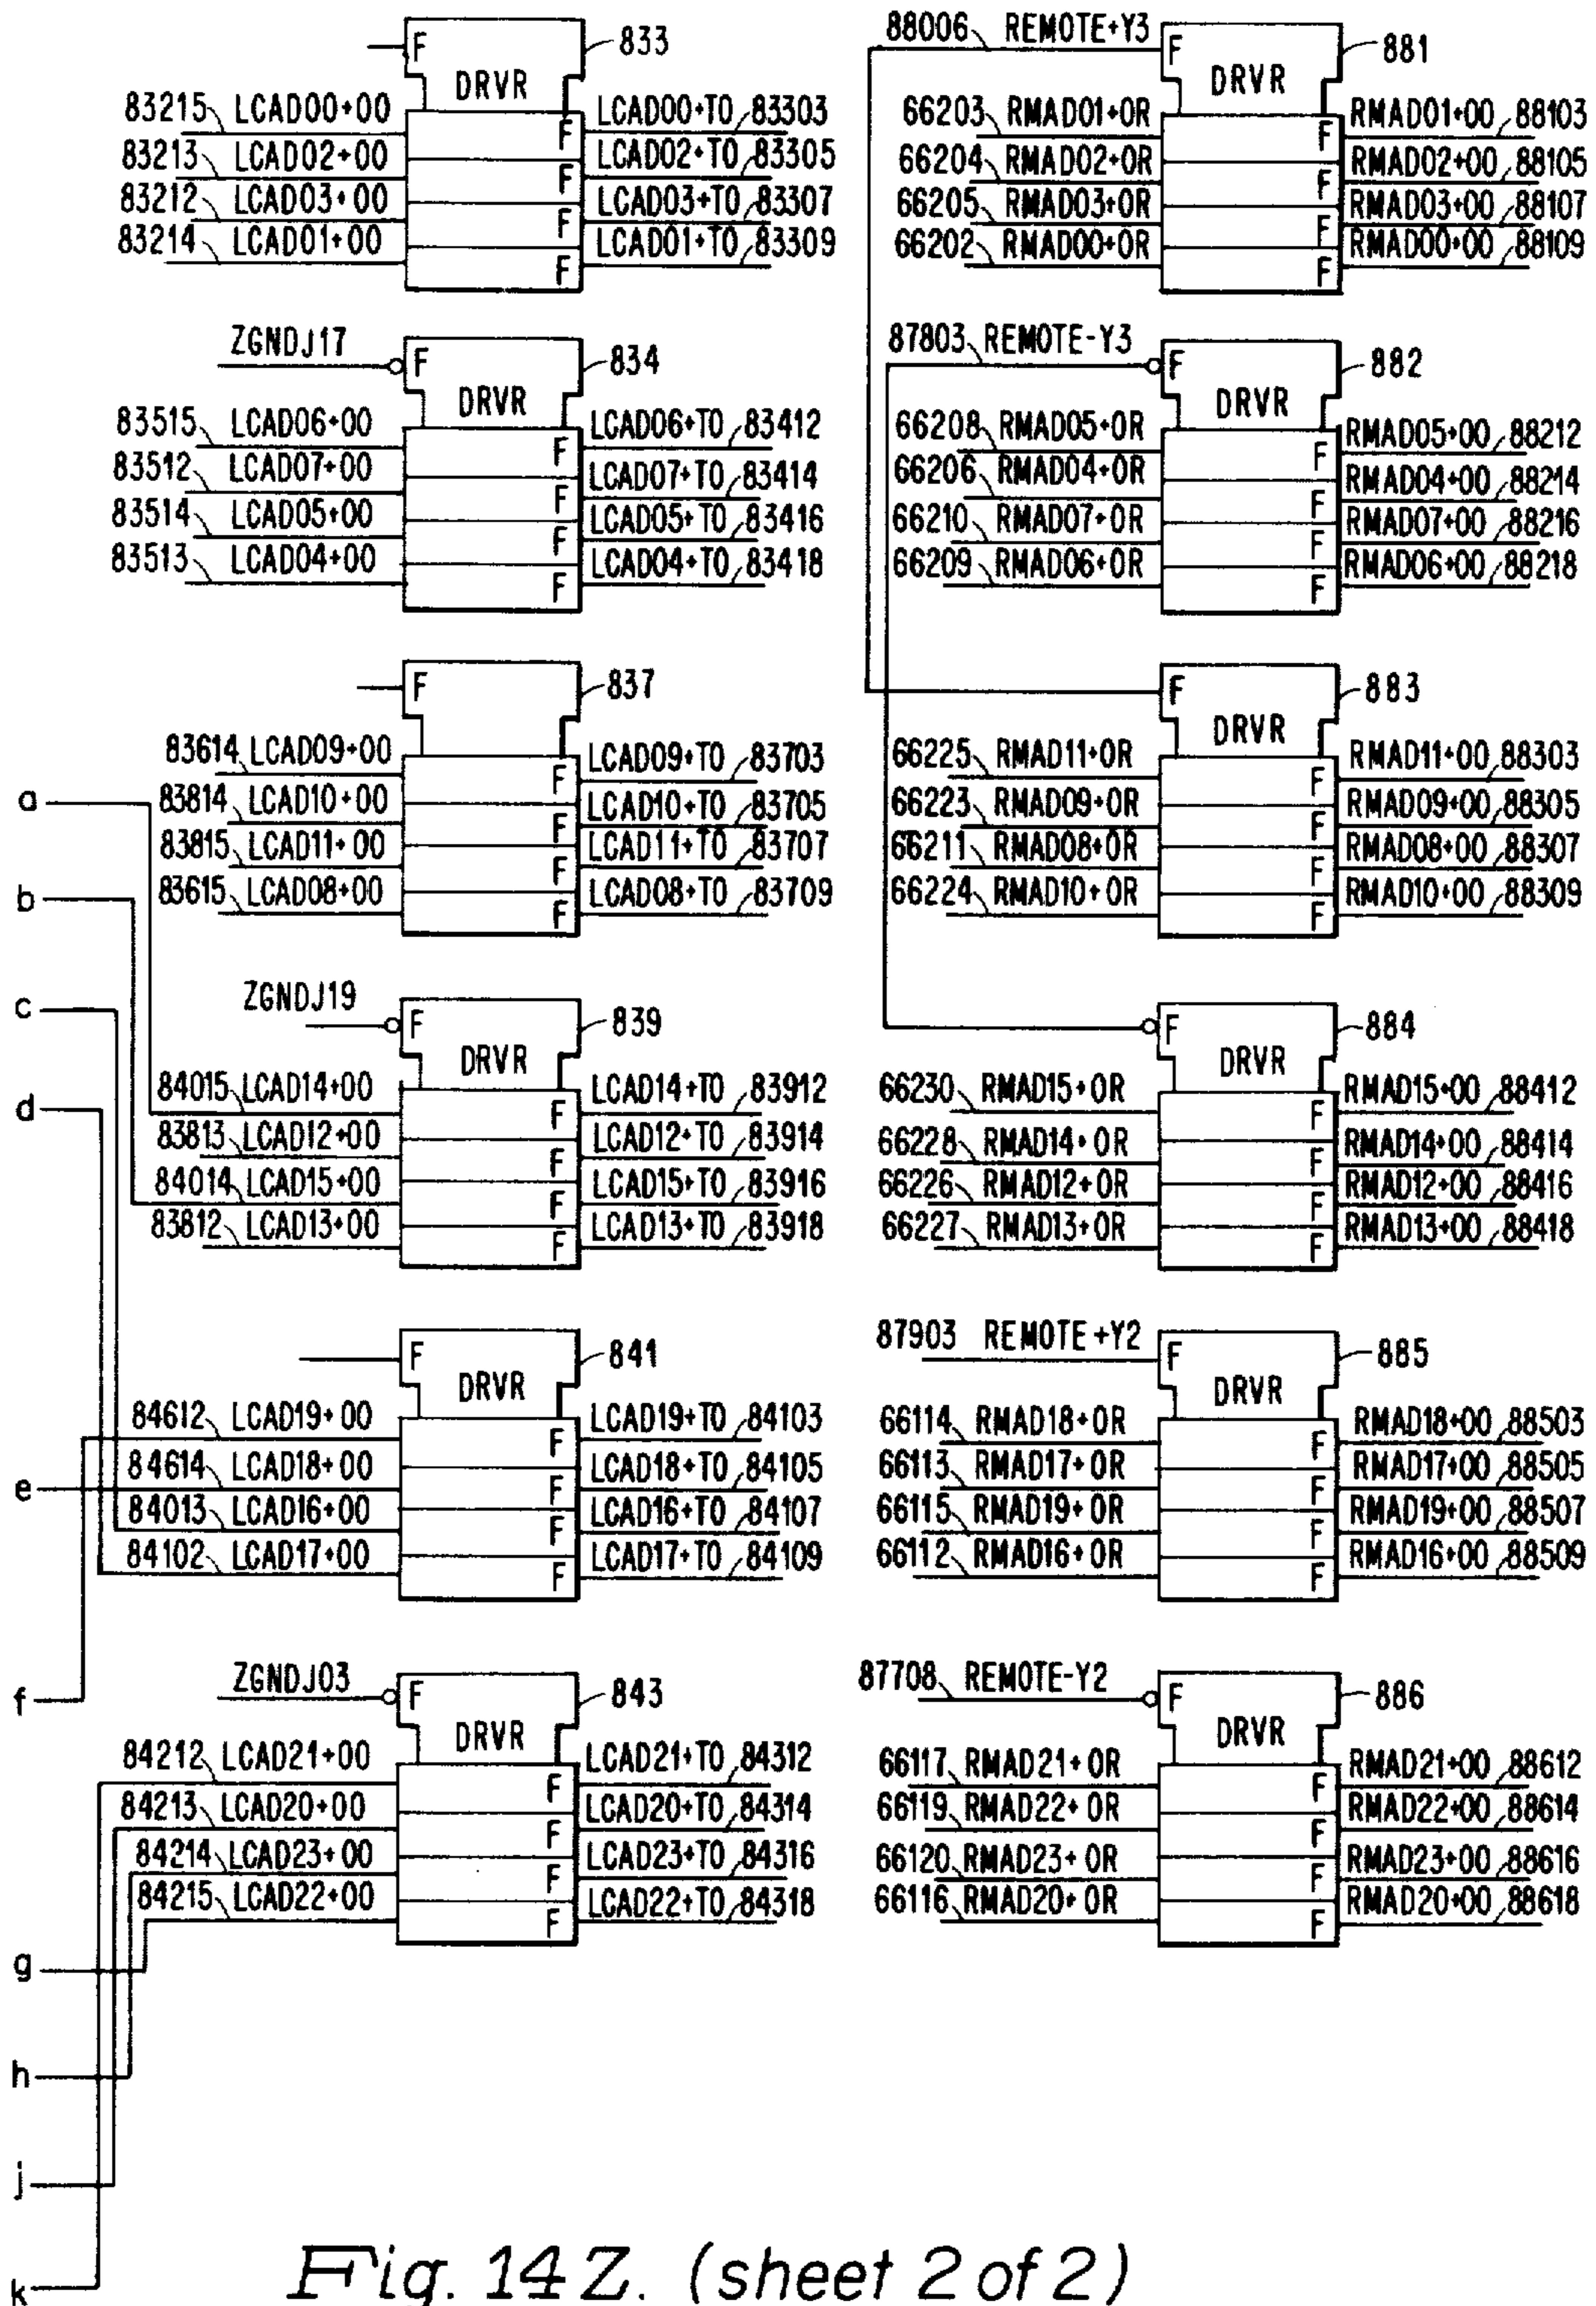 F 833
DRVR
83215 LCAD00+00 F LCAD00+T0 83303
83213 LCAD02+00 F LCAD02+T0 83305
83212 LCAD03+00 F LCAD03+T0 83307
83214 LCAD01+00 F LCAD01+T0 83309
ZGNDJ17 F 834
DRVR
83515 LCAD06+00 F LCAD06+T0 83412
83512 LCAD07+00 F LCAD07+T0 83414
83514 LCAD05+00 F LCAD05+T0 83416
83513 LCAD04+00 F LCAD04+T0 83418
F 837
83614 LCAD09+00 F LCAD09+T0 83703
83814 LCAD10+00 F LCAD10+T0 83705
83815 LCAD11+00 F LCAD11+T0 83707
83615 LCAD08+00 F LCAD08+T0 83709
ZGNDJ19 F 839
DRVR
84015 LCAD14+00 F LCAD14+T0 83912
83813 LCAD12+00 F LCAD12+T0 83914
84014 LCAD15+00 F LCAD15+T0 83916
83812 LCAD13+00 F LCAD13+T0 83918
F 841
DRVR
84612 LCAD19+00 F LCAD19+T0 84103
84614 LCAD18+00 F LCAD18+T0 84105
84013 LCAD16+00 F LCAD16+T0 84107
84102 LCAD17+00 F LCAD17+T0 84109
ZGNDJ03 F 843
DRVR
84212 LCAD21+00 F LCAD21+T0 84312
84213 LCAD20+00 F LCAD20+T0 84314
84214 LCAD23+00 F LCAD23+T0 84316
84215 LCAD22+00 F LCAD22+T0 84318
a
b
c
d
e
f
g
h
j
k
88006 REMOTE+Y3 F 881
DRVR
66203 RMAD01+0R F RMAD01+00 88103
66204 RMAD02+0R F RMAD02+00 88105
66205 RMAD03+0R F RMAD03+00 88107
66202 RMAD00+0R F RMAD00+00 88109
87803 REMOTE-Y3 F 882
DRVR
66208 RMAD05+0R F RMAD05+00 88212
66206 RMAD04+0R F RMAD04+00 88214
66210 RMAD07+0R F RMAD07+00 88216
66209 RMAD06+0R F RMAD06+00 88218
F 883
DRVR
66225 RMAD11+0R F RMAD11+00 88303
66223 RMAD09+0R F RMAD09+00 88305
66211 RMAD08+0R F RMAD08+00 88307
66224 RMAD10+0R F RMAD10+00 88309
F 884
DRVR
66230 RMAD15+0R F RMAD15+00 88412
66228 RMAD14+0R F RMAD14+00 88414
66226 RMAD12+0R F RMAD12+00 88416
66227 RMAD13+0R F RMAD13+00 88418
87903 REMOTE+Y2 F 885
DRVR
66114 RMAD18+0R F RMAD18+00 88503
66113 RMAD17+0R F RMAD17+00 88505
66115 RMAD19+0R F RMAD19+00 88507
66112 RMAD16+0R F RMAD16+00 88509
87708 REMOTE-Y2 F 886
DRVR
66117 RMAD21+0R F RMAD21+00 88612
66119 RMAD22+0R F RMAD22+00 88614
66120 RMAD23+0R F RMAD23+00 88616
66116 RMAD20+0R F RMAD20+00 88618
Fig. 14Z. (sheet 2 of 2)